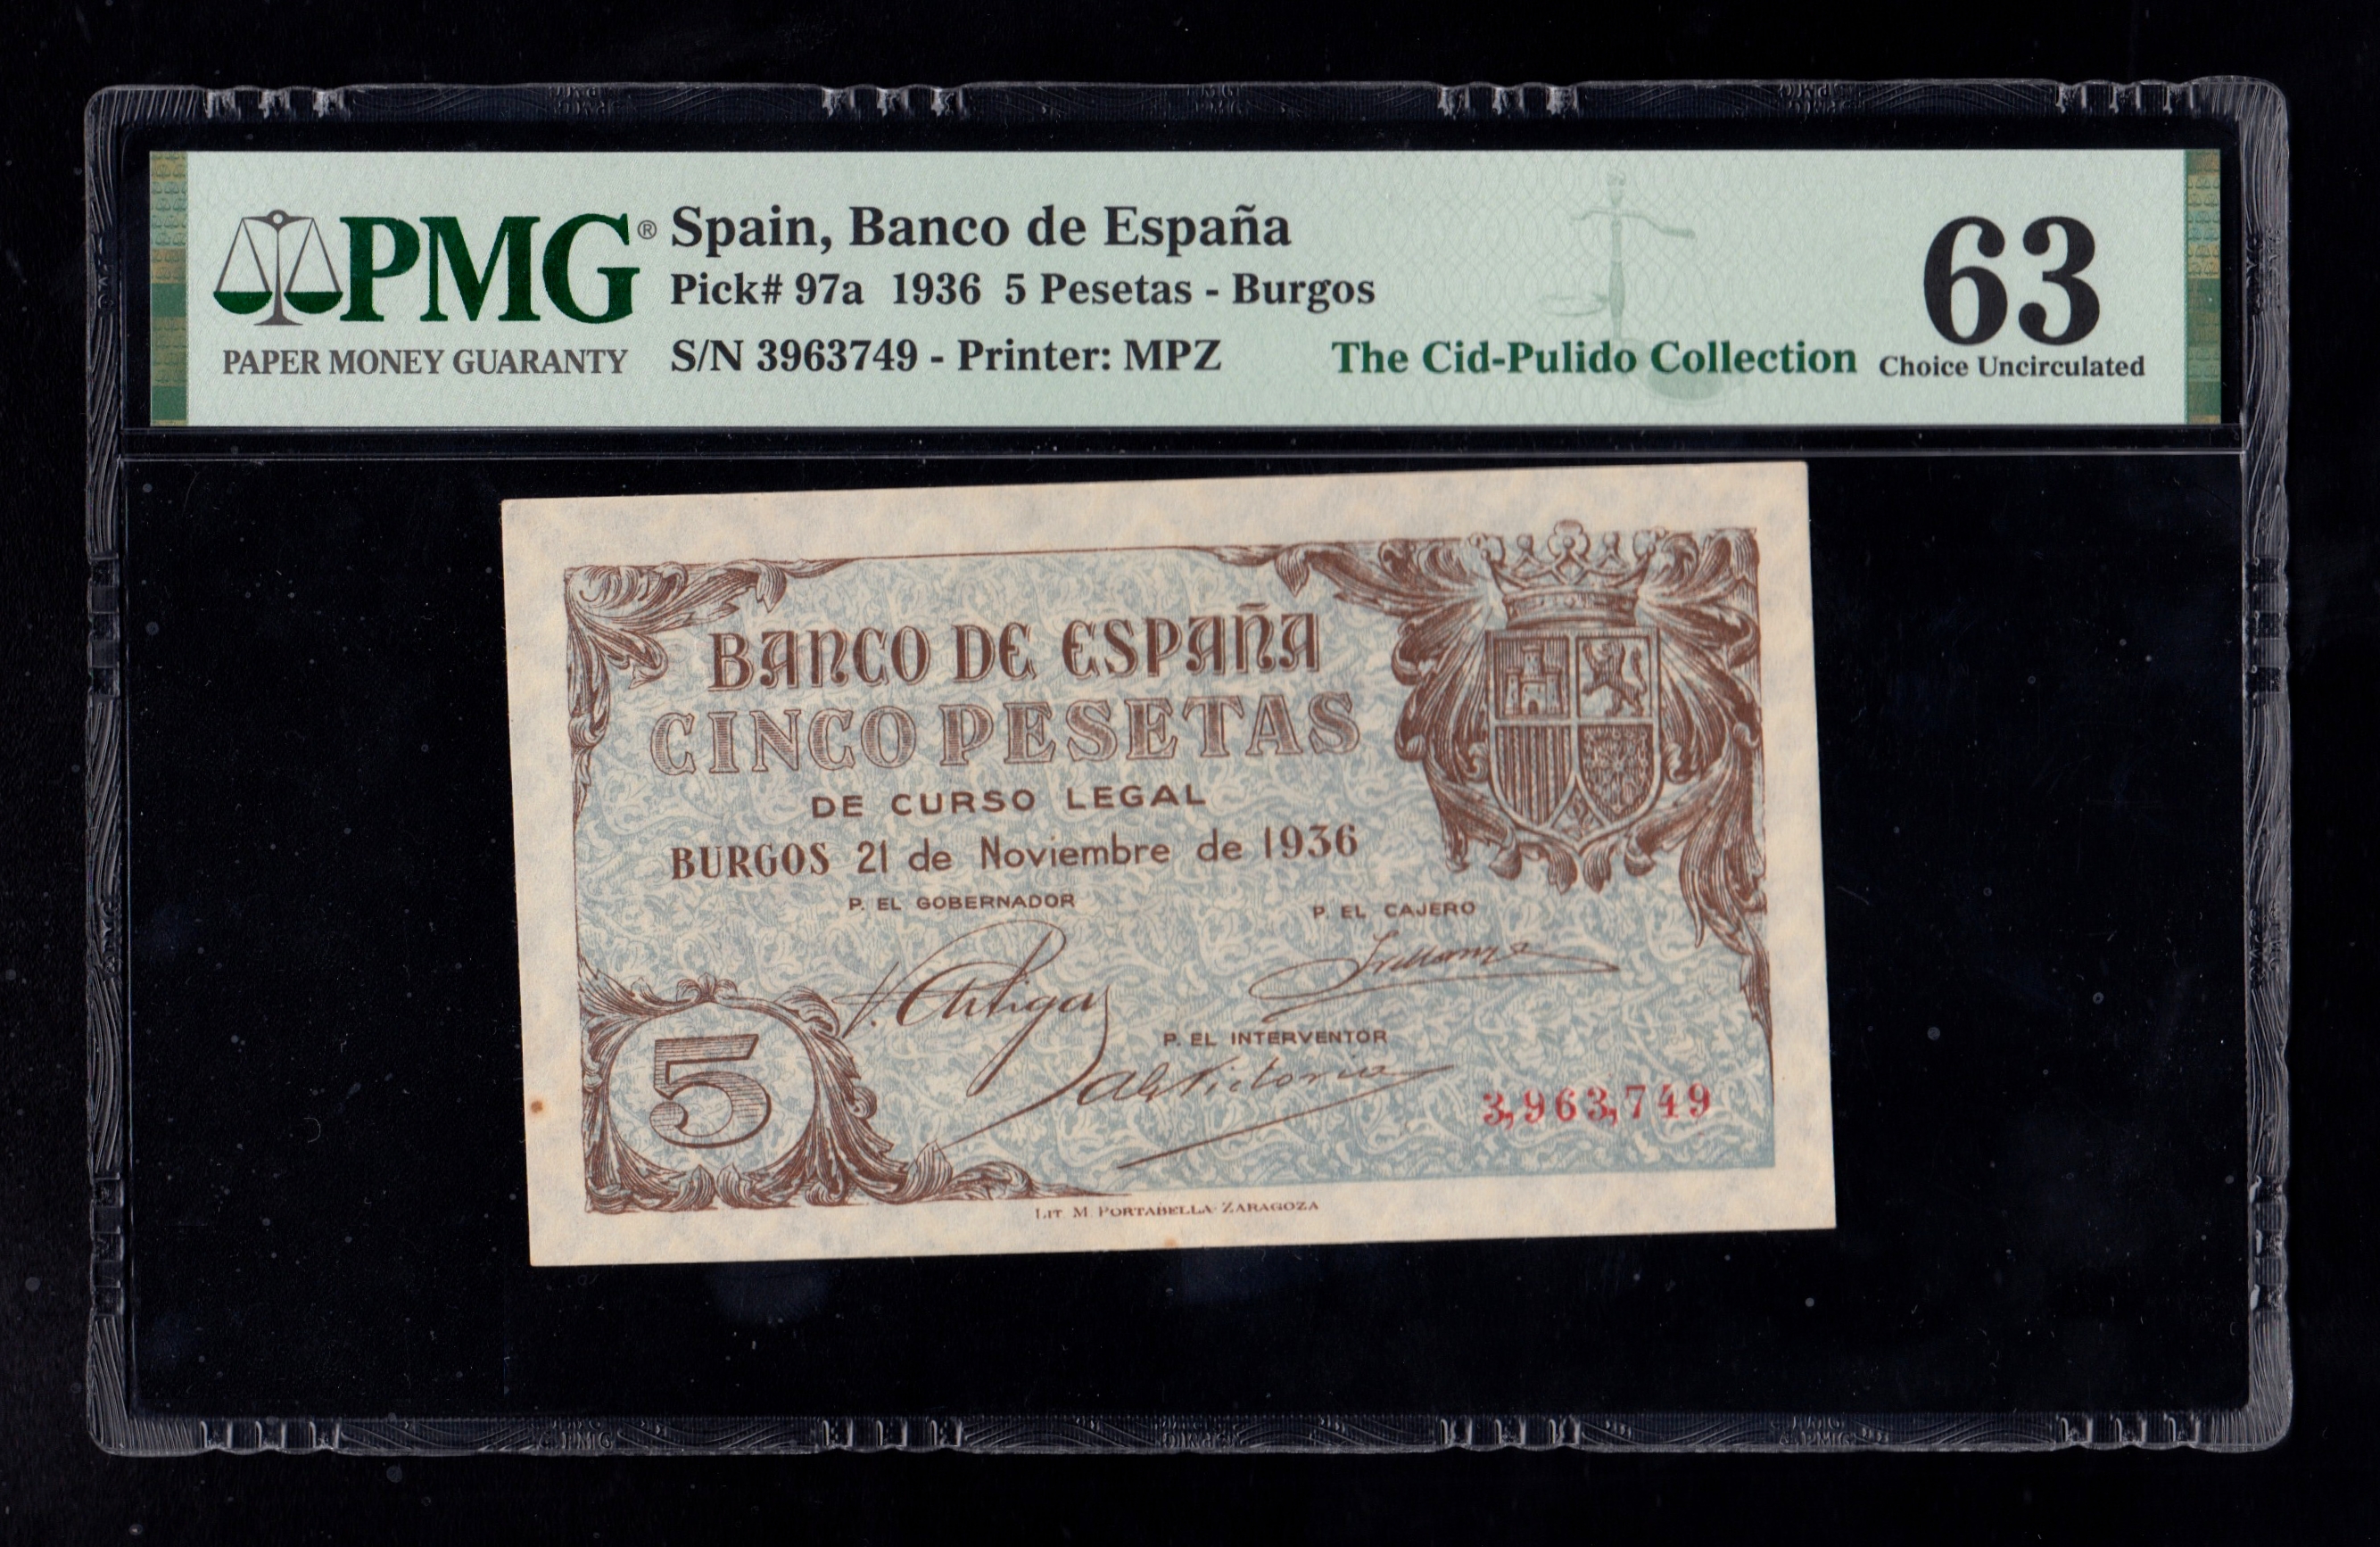 PMG®
PAPER MONEY GUARANTY
Spain, Banco de España
Pick# 97a 1936 5 Pesetas - Burgos
S/N 3963749 - Printer: MPZ
The Cid-Pulido Collection
63
Choice Uncirculated
BANCO DE ESPAÑA
CINCO PESETAS
DE CURSO LEGAL
BURGOS 21 de Noviembre de 1936
P. EL GOBERNADOR
P. EL CAJERO
V. Artigas
P. EL INTERVENTOR
5
3,963,749
LIT. M PORTABELLA ZARAGOZA